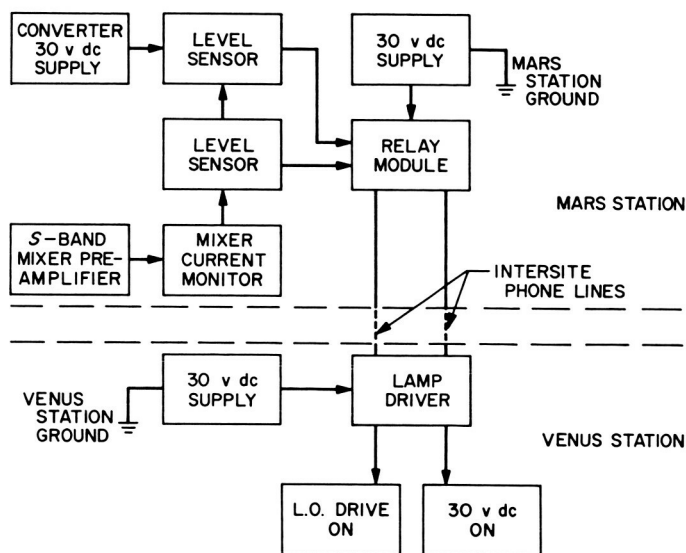 CONVERTER
30 v dc
SUPPLY
LEVEL
SENSOR
30 v dc
SUPPLY
MARS
STATION
GROUND
LEVEL
SENSOR
RELAY
MODULE
MARS STATION
S-BAND
MIXER PRE-
AMPLIFIER
MIXER
CURRENT
MONITOR
INTERSITE
PHONE LINES
VENUS
STATION
GROUND
30 v dc
SUPPLY
LAMP
DRIVER
VENUS STATION
L.O. DRIVE
ON
30 v dc
ON